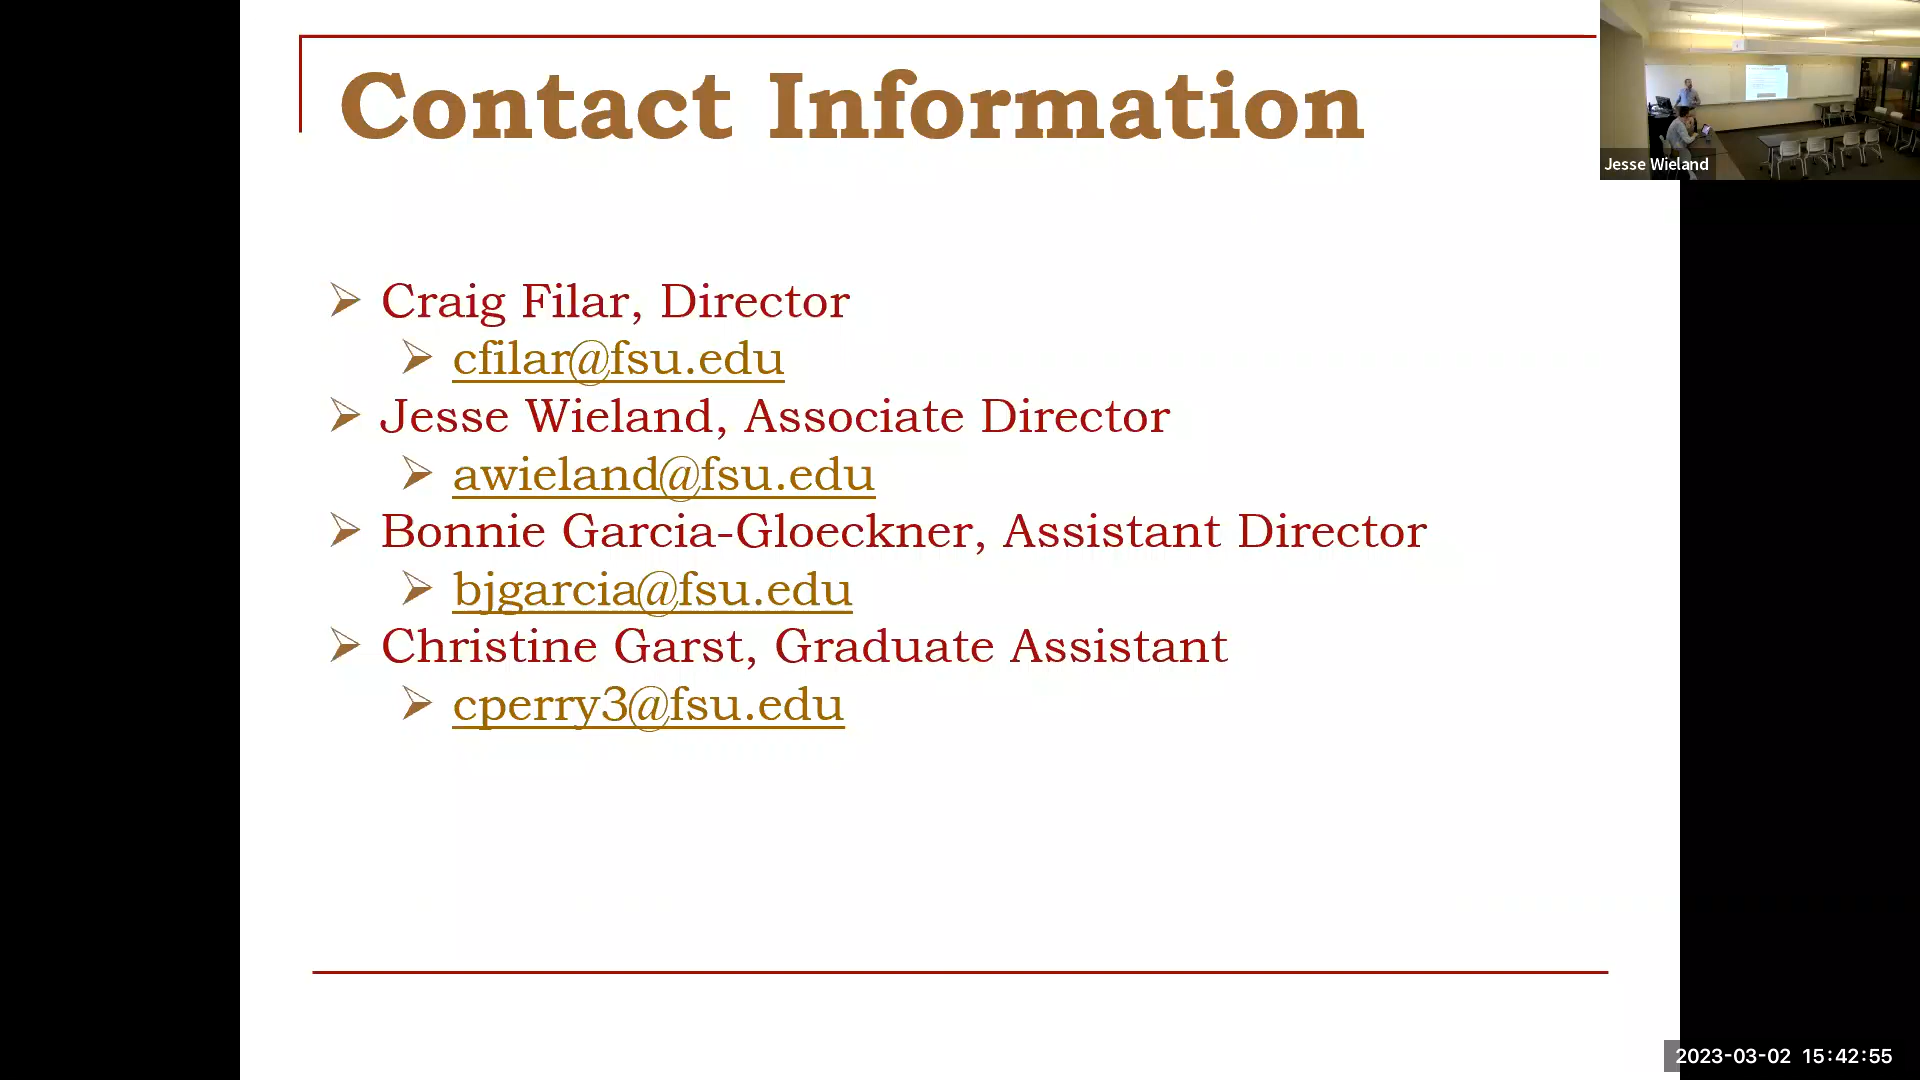 Contact Information
Jesse Wieland
Craig Filar, Director
cfilar@fsu.edu
Jesse Wieland, Associate Director
awieland@fsu.edu
Bonnie Garcia-Gloeckner, Assistant Director
bjgarcia@fsu.edu
Christine Garst, Graduate Assistant
cperry3@fsu.edu
2023-03-02 15:42:55